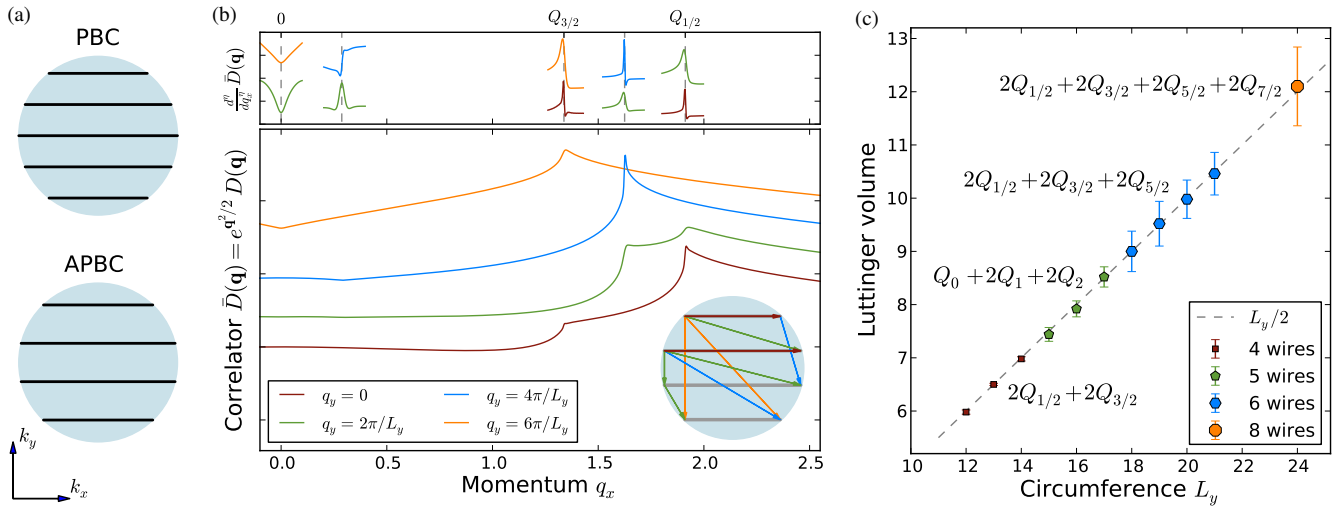 (a)
PBC
APBC
k_y
k_x
(b)
0
Q_{3/2}
Q_{1/2}
\frac{d^η}{dq_x^η} D̄(q)
Correlator D̄(q) = e^{q²/2} D(q)
q_y = 0
q_y = 2π/L_y
q_y = 4π/L_y
q_y = 6π/L_y
0.0
0.5
1.0
1.5
2.0
2.5
Momentum q_x
(c)
Luttinger volume
13
12
11
10
9
8
7
6
2Q_{1/2}+2Q_{3/2}+2Q_{5/2}+2Q_{7/2}
2Q_{1/2}+2Q_{3/2}+2Q_{5/2}
Q_0+2Q_1+2Q_2
2Q_{1/2}+2Q_{3/2}
L_y/2
4 wires
5 wires
6 wires
8 wires
10
12
14
16
18
20
22
24
Circumference L_y